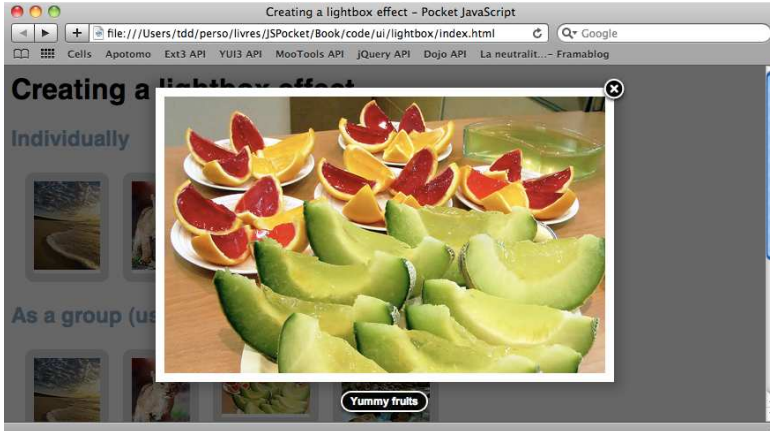 Creating a lightbox effect – Pocket JavaScript
file:///Users/tdd/perso/livres/JSPocket/Book/code/ui/lightbox/index.html
Google
Cells Apotomo Ext3 API YUI3 API MooTools API jQuery API Dojo API La neutralit...– Framablog
Creating a lightbox effect
Individually
As a group (us
Yummy fruits